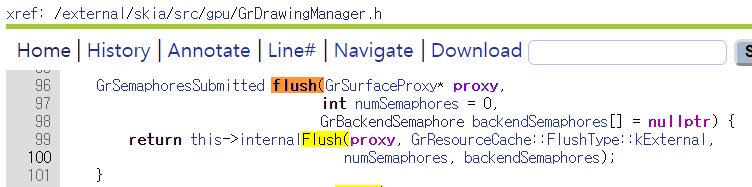 xref: /external/skia/src/gpu/GrDrawingManager.h
Home | History | Annotate | Line# | Navigate | Download
96 GrSemaphoresSubmitted flush(GrSurfaceProxy* proxy,
97 int numSemaphores = 0,
98 GrBackendSemaphore backendSemaphores[] = nullptr) {
99 return this->internalFlush(proxy, GrResourceCache::FlushType::kExternal,
100 numSemaphores, backendSemaphores);
101 }